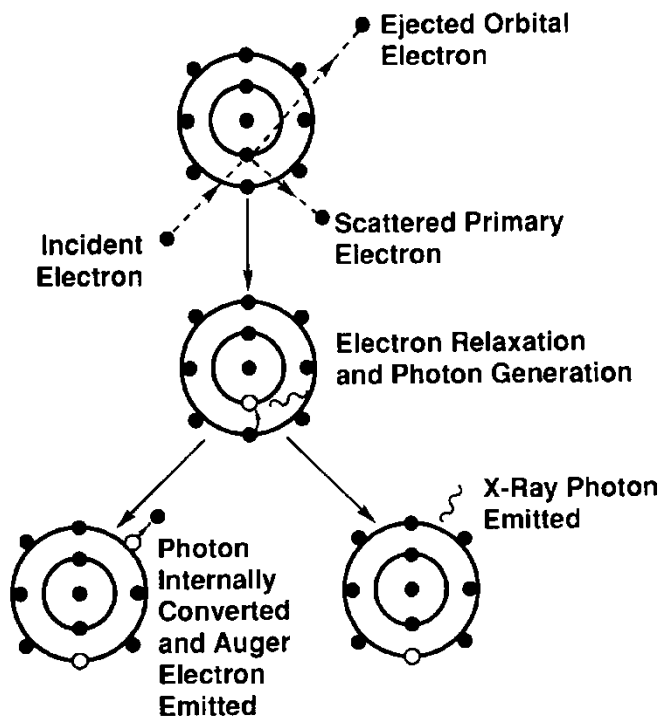 Ejected Orbital
Electron
Incident
Electron
Scattered Primary
Electron
Electron Relaxation
and Photon Generation
X-Ray Photon
Emitted
Photon
Internally
Converted
and Auger
Electron
Emitted